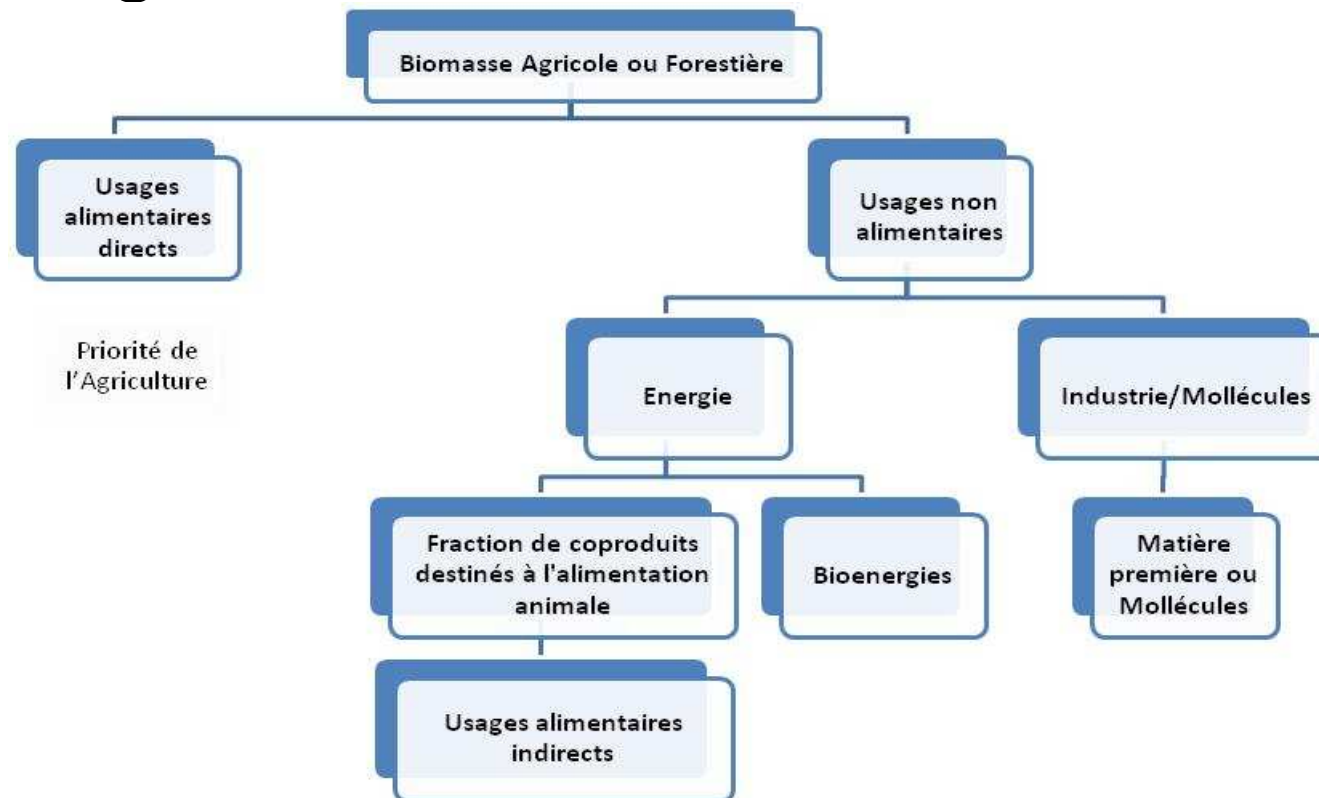 Biomasse Agricole ou Forestière
Usages
alimentaires
directs
Usages non
alimentaires
Priorité de
l'Agriculture
Energie
Industrie/Mollécules
Fraction de coproduits
destinés à l'alimentation
animale
Bioenergies
Matière
première ou
Mollécules
Usages alimentaires
indirects